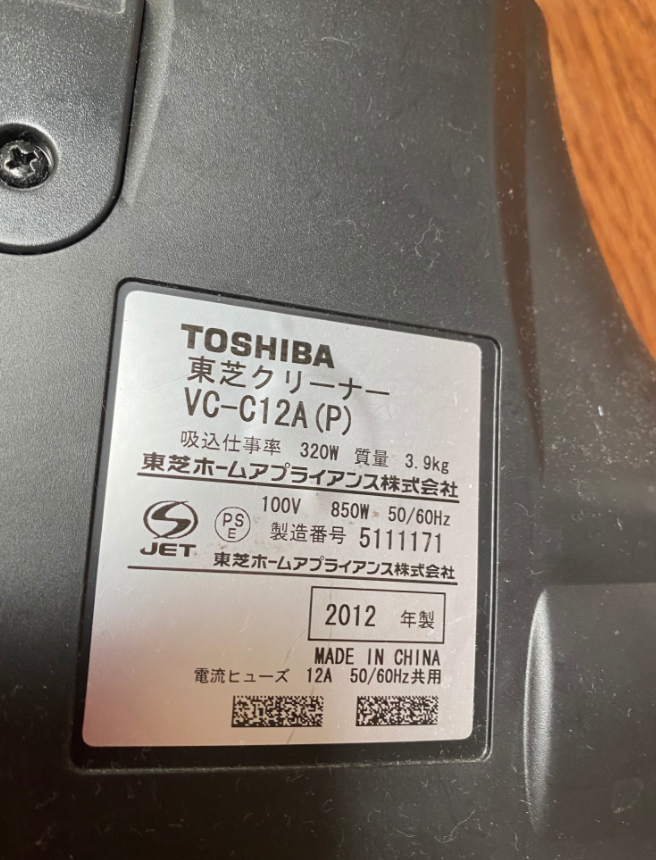 TOSHIBA
東芝クリーナー
VC-C12A(P)
吸込仕事率 320W 質量 3.9kg
東芝ホームアプライアンス株式会社
100V 850W 50/60Hz
PS
E
製造番号 5111171
JET
東芝ホームアプライアンス株式会社
2012 年製
MADE IN CHINA
電流ヒューズ 12A 50/60Hz共用